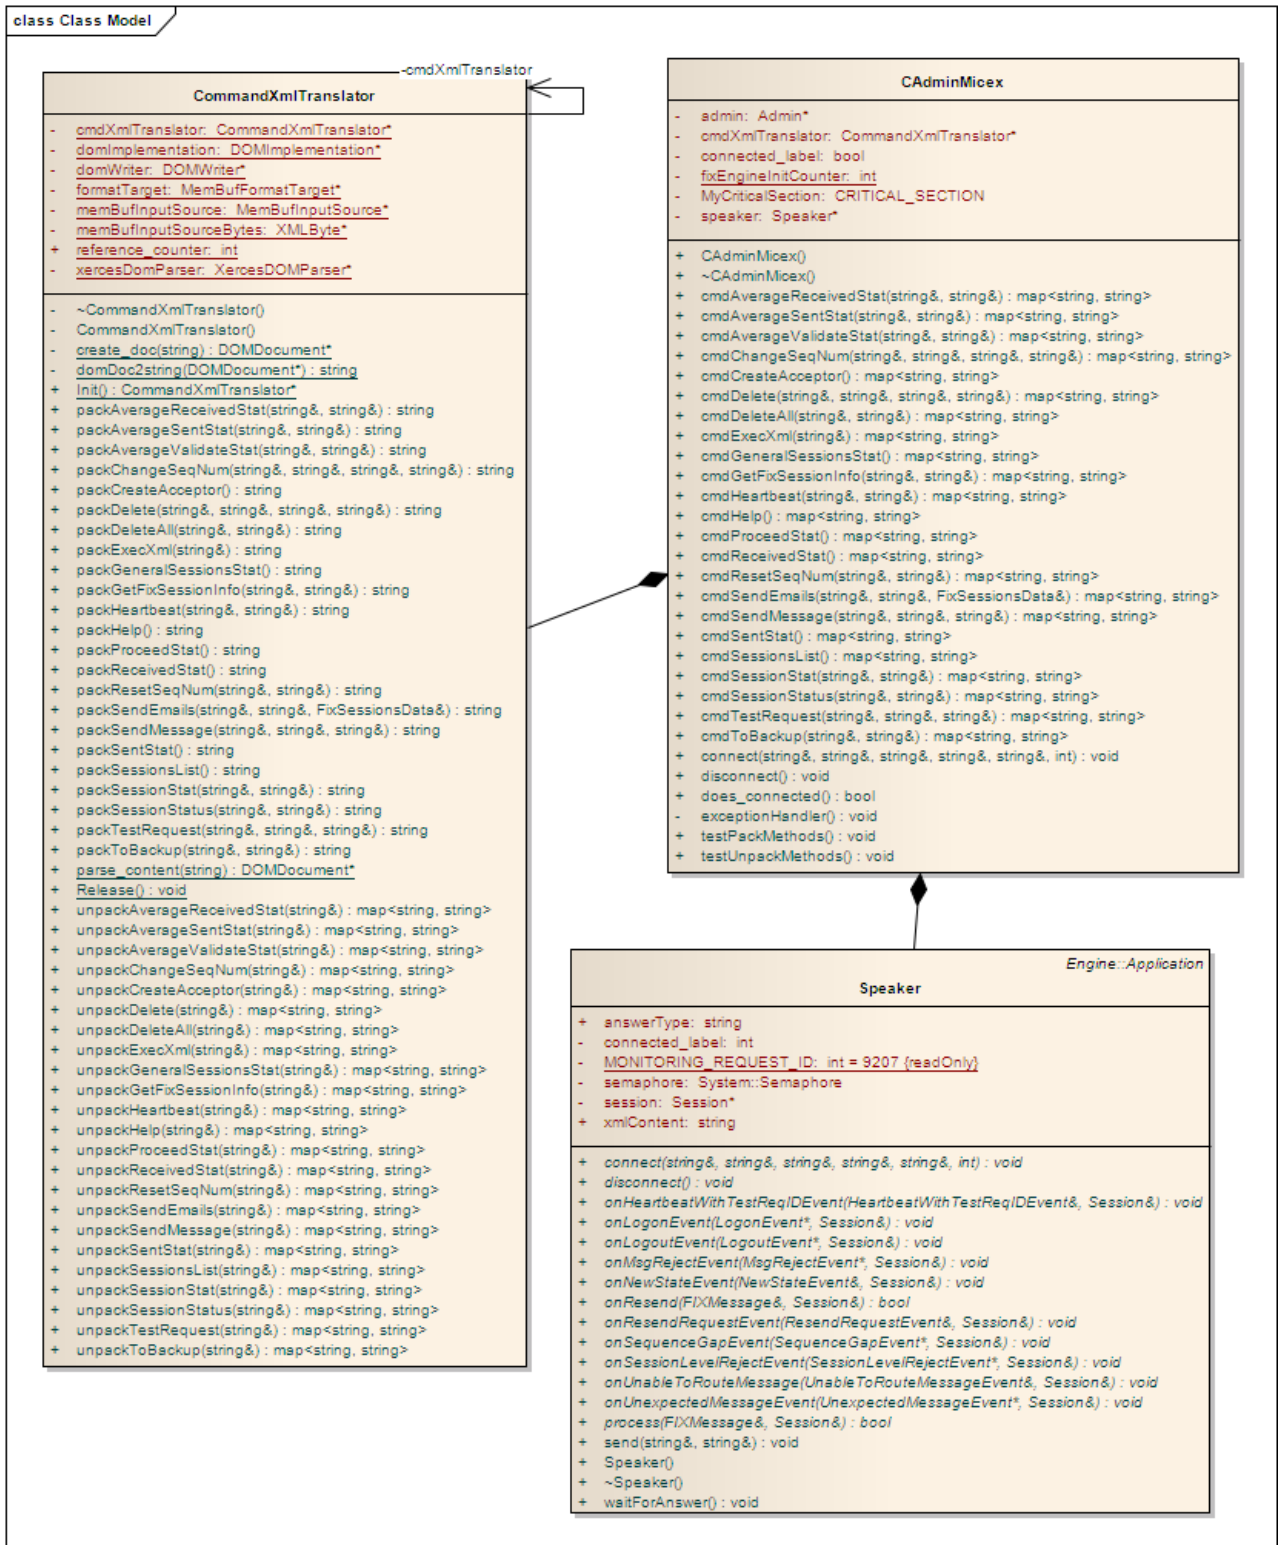 class Class Model
-cmdXmlTranslator
CommandXmlTranslator
- cmdXmlTranslator: CommandXmlTranslator*
- domImplementation: DOMImplementation*
- domWriter: DOMWriter*
- formatTarget: MemBufFormatTarget*
- memBufInputSource: MemBufInputSource*
- memBufInputSourceBytes: XMLByte*
+ reference_counter: int
- xercesDomParser: XercesDOMParser*
- ~CommandXmlTranslator()
- CommandXmlTranslator()
- create_doc(string) : DOMDocument*
- domDoc2string(DOMDocument*) : string
+ Init() : CommandXmlTranslator*
+ packAverageReceivedStat(string&, string&) : string
+ packAverageSentStat(string&, string&) : string
+ packAverageValidateStat(string&, string&) : string
+ packChangeSeqNum(string&, string&, string&, string&) : string
+ packCreateAcceptor() : string
+ packDelete(string&, string&, string&, string&) : string
+ packDeleteAll(string&, string&) : string
+ packExecXml(string&) : string
+ packGeneralSessionsStat() : string
+ packGetFixSessionInfo(string&, string&) : string
+ packHeartbeat(string&, string&) : string
+ packHelp() : string
+ packProceedStat() : string
+ packReceivedStat() : string
+ packResetSeqNum(string&, string&) : string
+ packSendEmails(string&, string&, FixSessionsData&) : string
+ packSendMessage(string&, string&, string&) : string
+ packSentStat() : string
+ packSessionsList() : string
+ packSessionStat(string&, string&) : string
+ packSessionStatus(string&, string&) : string
+ packTestRequest(string&, string&, string&) : string
+ packToBackup(string&, string&) : string
+ parse_content(string) : DOMDocument*
+ Release() : void
+ unpackAverageReceivedStat(string&) : map<string, string>
+ unpackAverageSentStat(string&) : map<string, string>
+ unpackAverageValidateStat(string&) : map<string, string>
+ unpackChangeSeqNum(string&) : map<string, string>
+ unpackCreateAcceptor(string&) : map<string, string>
+ unpackDelete(string&) : map<string, string>
+ unpackDeleteAll(string&) : map<string, string>
+ unpackExecXml(string&) : map<string, string>
+ unpackGeneralSessionsStat(string&) : map<string, string>
+ unpackGetFixSessionInfo(string&) : map<string, string>
+ unpackHeartbeat(string&) : map<string, string>
+ unpackHelp(string&) : map<string, string>
+ unpackProceedStat(string&) : map<string, string>
+ unpackReceivedStat(string&) : map<string, string>
+ unpackResetSeqNum(string&) : map<string, string>
+ unpackSendEmails(string&) : map<string, string>
+ unpackSendMessage(string&) : map<string, string>
+ unpackSentStat(string&) : map<string, string>
+ unpackSessionsList(string&) : map<string, string>
+ unpackSessionStat(string&) : map<string, string>
+ unpackSessionStatus(string&) : map<string, string>
+ unpackTestRequest(string&) : map<string, string>
+ unpackToBackup(string&) : map<string, string>
CAdminMicex
- admin: Admin*
- cmdXmlTranslator: CommandXmlTranslator*
- connected_label: bool
- fixEngineInitCounter: int
- MyCriticalSection: CRITICAL_SECTION
- speaker: Speaker*
+ CAdminMicex()
+ ~CAdminMicex()
+ cmdAverageReceivedStat(string&, string&) : map<string, string>
+ cmdAverageSentStat(string&, string&) : map<string, string>
+ cmdAverageValidateStat(string&, string&) : map<string, string>
+ cmdChangeSeqNum(string&, string&, string&, string&) : map<string, string>
+ cmdCreateAcceptor() : map<string, string>
+ cmdDelete(string&, string&, string&, string&) : map<string, string>
+ cmdDeleteAll(string&, string&) : map<string, string>
+ cmdExecXml(string&) : map<string, string>
+ cmdGeneralSessionsStat() : map<string, string>
+ cmdGetFixSessionInfo(string&, string&) : map<string, string>
+ cmdHeartbeat(string&, string&) : map<string, string>
+ cmdHelp() : map<string, string>
+ cmdProceedStat() : map<string, string>
+ cmdReceivedStat() : map<string, string>
+ cmdResetSeqNum(string&, string&) : map<string, string>
+ cmdSendEmails(string&, string&, FixSessionsData&) : map<string, string>
+ cmdSendMessage(string&, string&, string&) : map<string, string>
+ cmdSentStat() : map<string, string>
+ cmdSessionsList() : map<string, string>
+ cmdSessionStat(string&, string&) : map<string, string>
+ cmdSessionStatus(string&, string&) : map<string, string>
+ cmdTestRequest(string&, string&, string&) : map<string, string>
+ cmdToBackup(string&, string&) : map<string, string>
+ connect(string&, string&, string&, string&, string&, int) : void
+ disconnect() : void
+ does_connected() : bool
- exceptionHandler() : void
+ testPackMethods() : void
+ testUnpackMethods() : void
Engine::Application
Speaker
+ answerType: string
- connected_label: int
- MONITORING_REQUEST_ID: int = 9207 {readOnly}
- semaphore: System::Semaphore
- session: Session*
+ xmlContent: string
+ connect(string&, string&, string&, string&, string&, int) : void
+ disconnect() : void
+ onHeartbeatWithTestReqIDEvent(HeartbeatWithTestReqIDEvent&, Session&) : void
+ onLogonEvent(LogonEvent*, Session&) : void
+ onLogoutEvent(LogoutEvent*, Session&) : void
+ onMsgRejectEvent(MsgRejectEvent*, Session&) : void
+ onNewStateEvent(NewStateEvent&, Session&) : void
+ onResend(FIXMessage&, Session&) : bool
+ onResendRequestEvent(ResendRequestEvent&, Session&) : void
+ onSequenceGapEvent(SequenceGapEvent*, Session&) : void
+ onSessionLevelRejectEvent(SessionLevelRejectEvent*, Session&) : void
+ onUnableToRouteMessage(UnableToRouteMessageEvent&, Session&) : void
+ onUnexpectedMessageEvent(UnexpectedMessageEvent*, Session&) : void
+ process(FIXMessage&, Session&) : bool
+ send(string&, string&) : void
+ Speaker()
+ ~Speaker()
+ waitForAnswer() : void